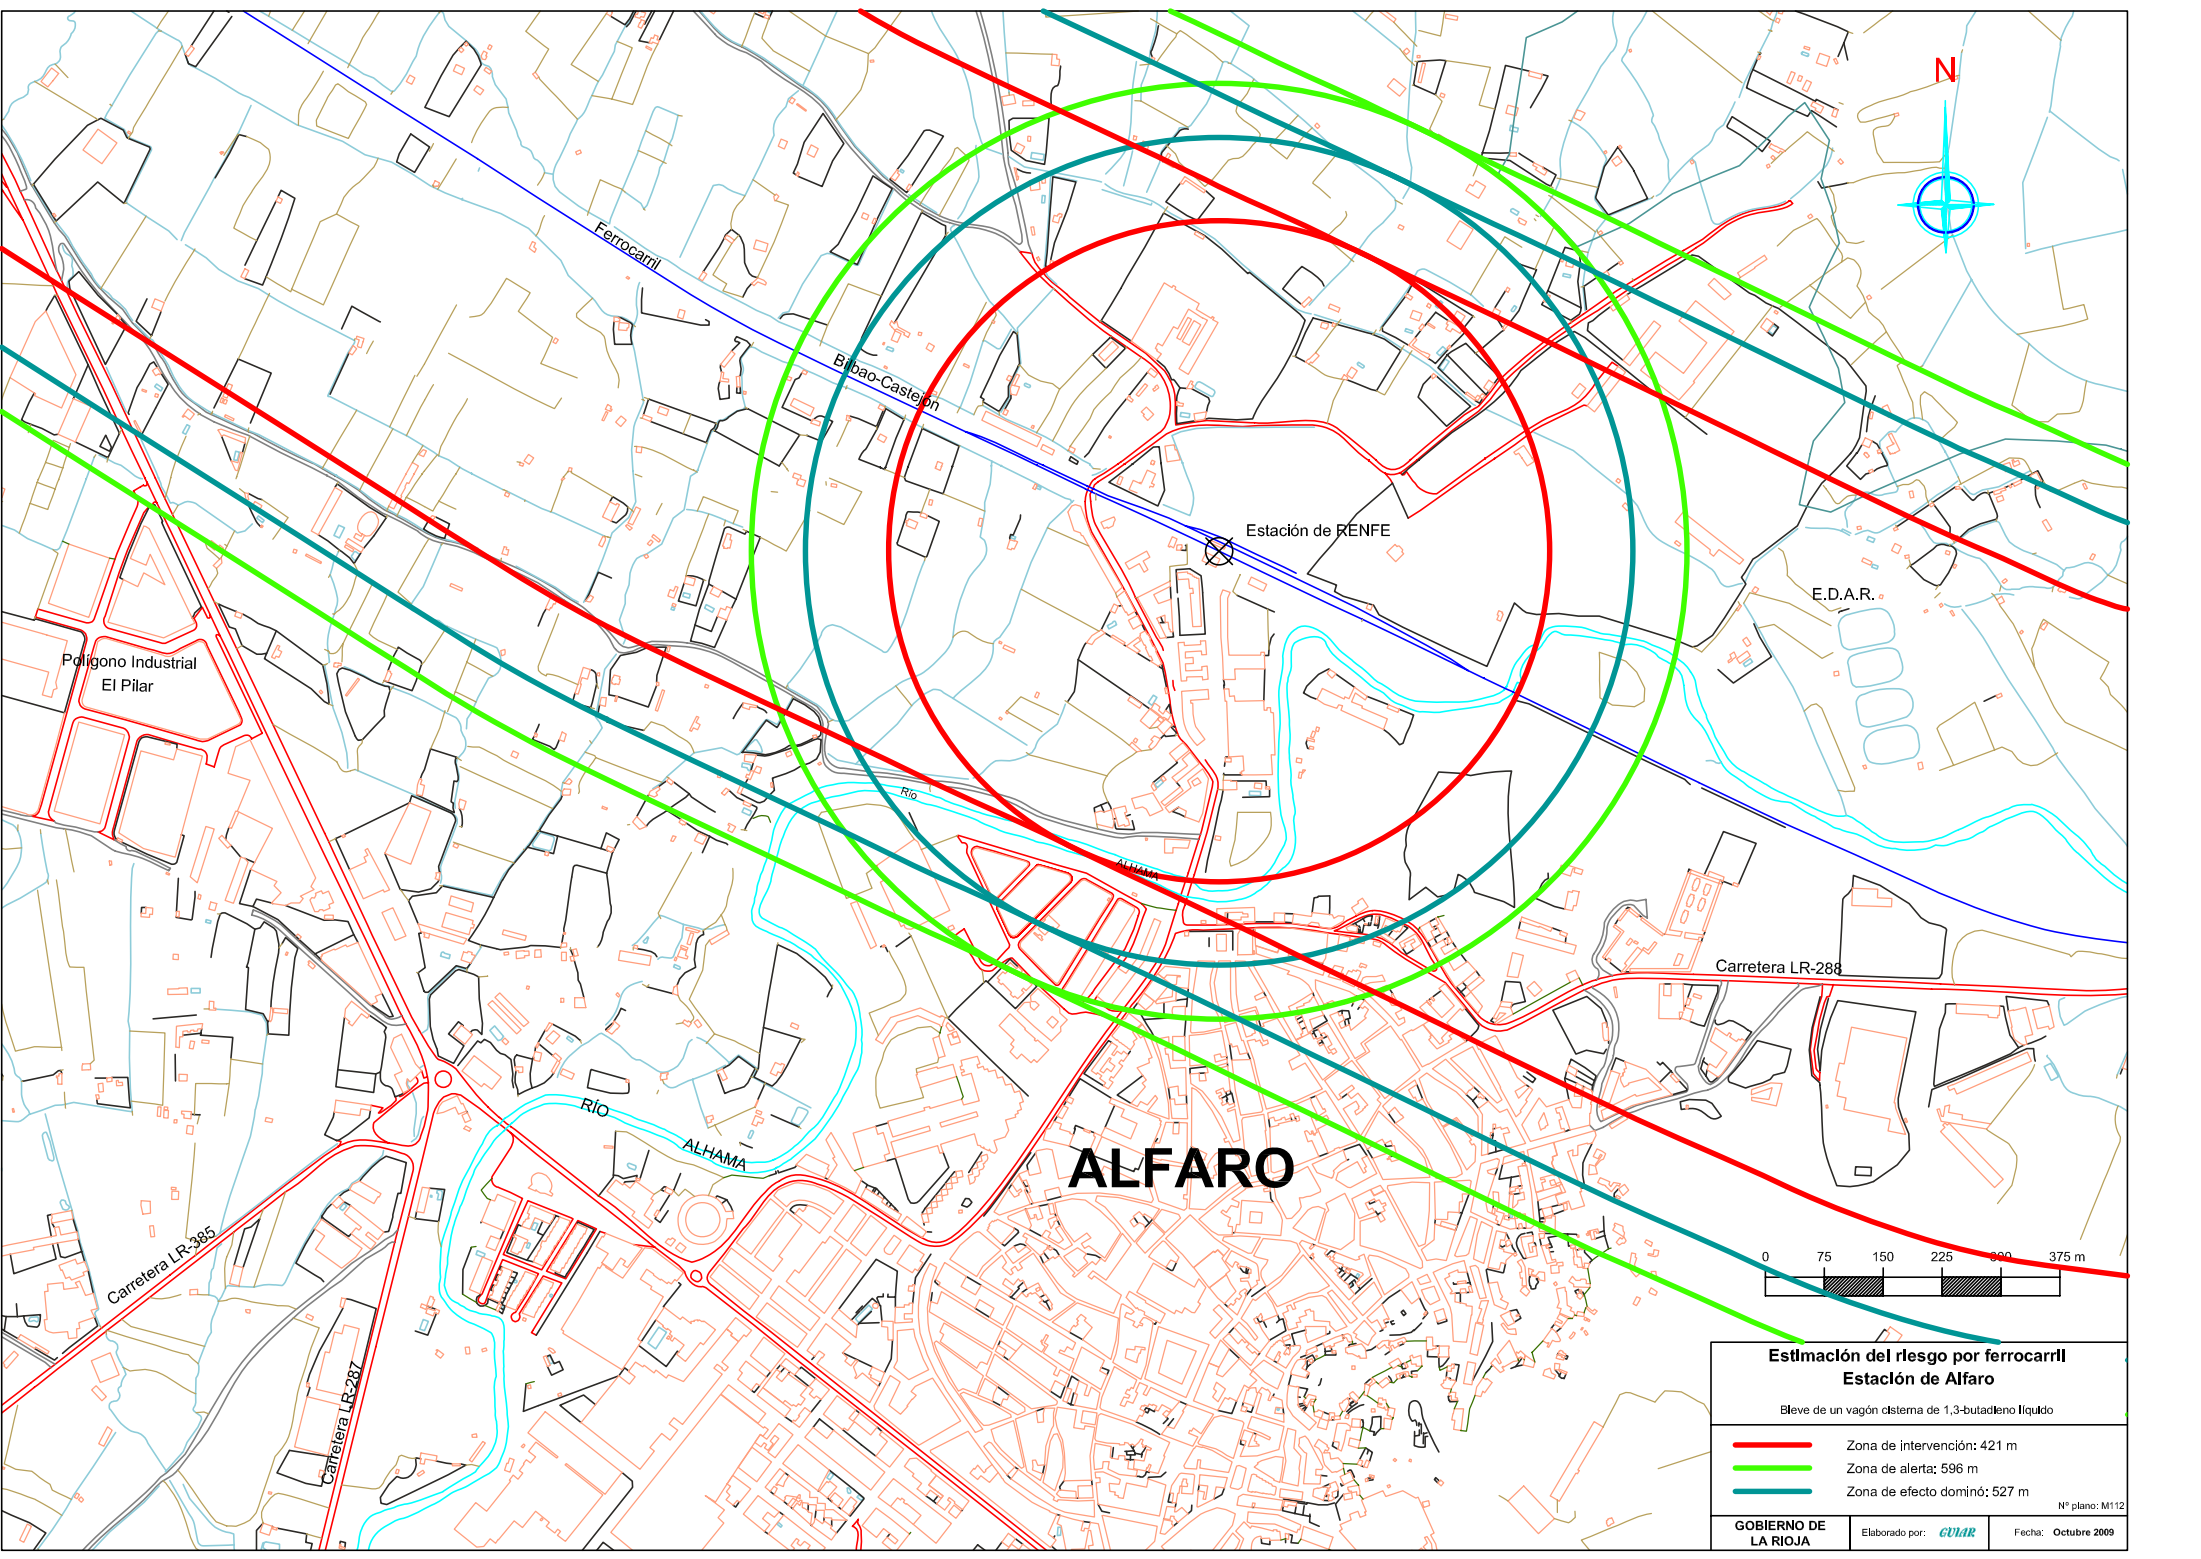 N
Ferrocarril
Bilbao-Castejón
Estación de RENFE
E.D.A.R.
Polígono Industrial
El Pilar
Río
ALHAMA
Carretera LR-288
RÍO
ALHAMA
ALFARO
Carretera LR-385
Carretera LR-287
0 75 150 225 300 375 m
Estimación del riesgo por ferrocarril
Estación de Alfaro
Bleve de un vagón cisterna de 1,3-butadieno líquido
Zona de intervención: 421 m
Zona de alerta: 596 m
Zona de efecto dominó: 527 m
Nº plano: M112
GOBIERNO DE
LA RIOJA
Elaborado por: GUIAR
Fecha: Octubre 2009